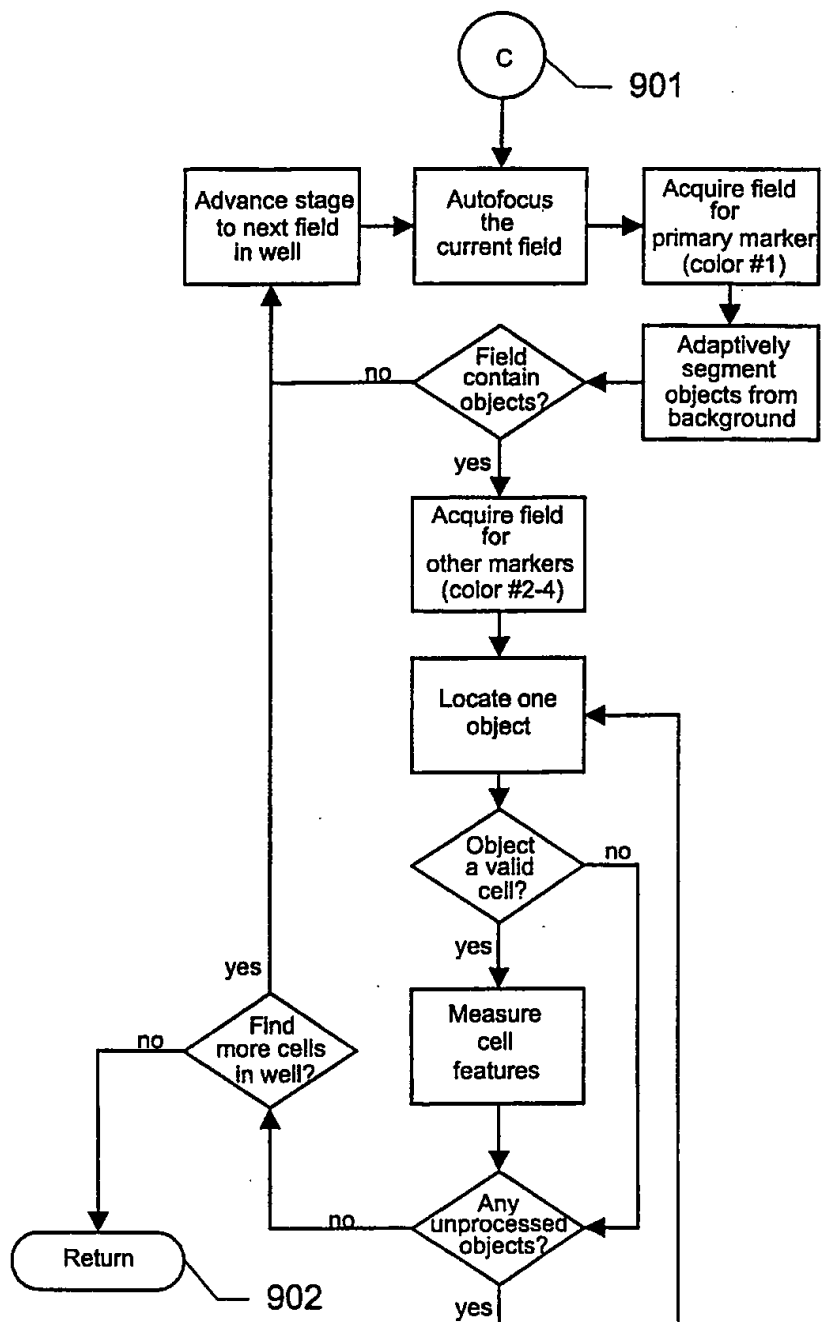 C
901
Advance stage
to next field
in well
Autofocus
the
current field
Acquire field
for
primary marker
(color #1)
Field
contain
objects?
no
Adaptively
segment
objects from
background
yes
Acquire field
for
other markers
(color #2-4)
Locate one
object
Object
a valid
cell?
no
yes
Measure
cell
features
yes
Find
more cells
in well?
no
Any
unprocessed
objects?
no
yes
Return
902